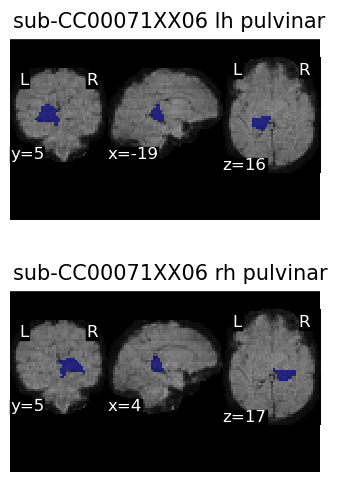 sub-CC00071XX06 lh pulvinar
L R L R
y=5 x=-19 z=16
sub-CC00071XX06 rh pulvinar
L R L R
y=5 x=4 z=17